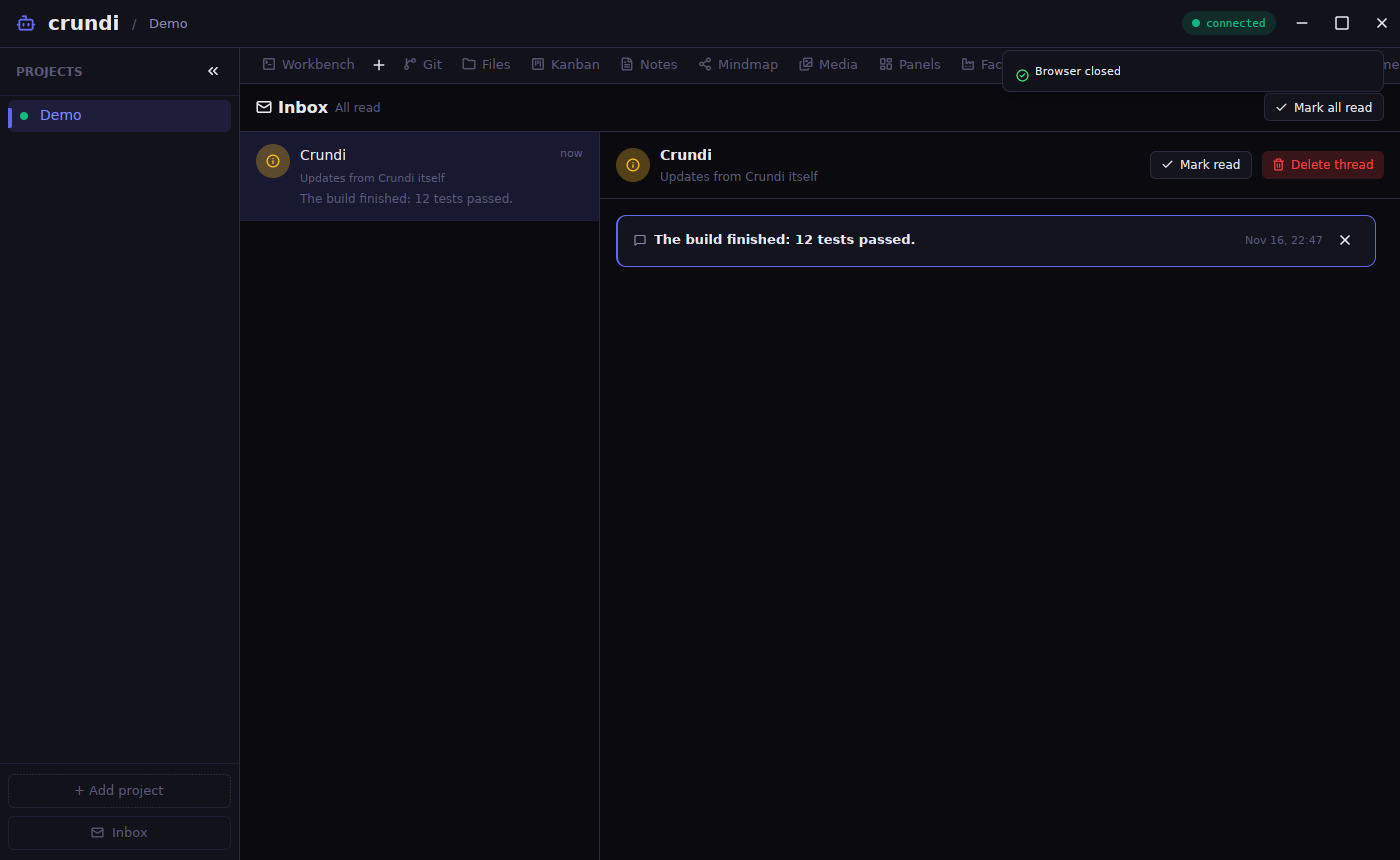 crundi / Demo
connected
PROJECTS
Demo
+ Add project
Inbox
Workbench
Git
Files
Kanban
Notes
Mindmap
Media
Panels
Browser closed
Inbox All read
Mark all read
Crundi
now
Updates from Crundi itself
The build finished: 12 tests passed.
Crundi
Updates from Crundi itself
Mark read
Delete thread
The build finished: 12 tests passed.
Nov 16, 22:47